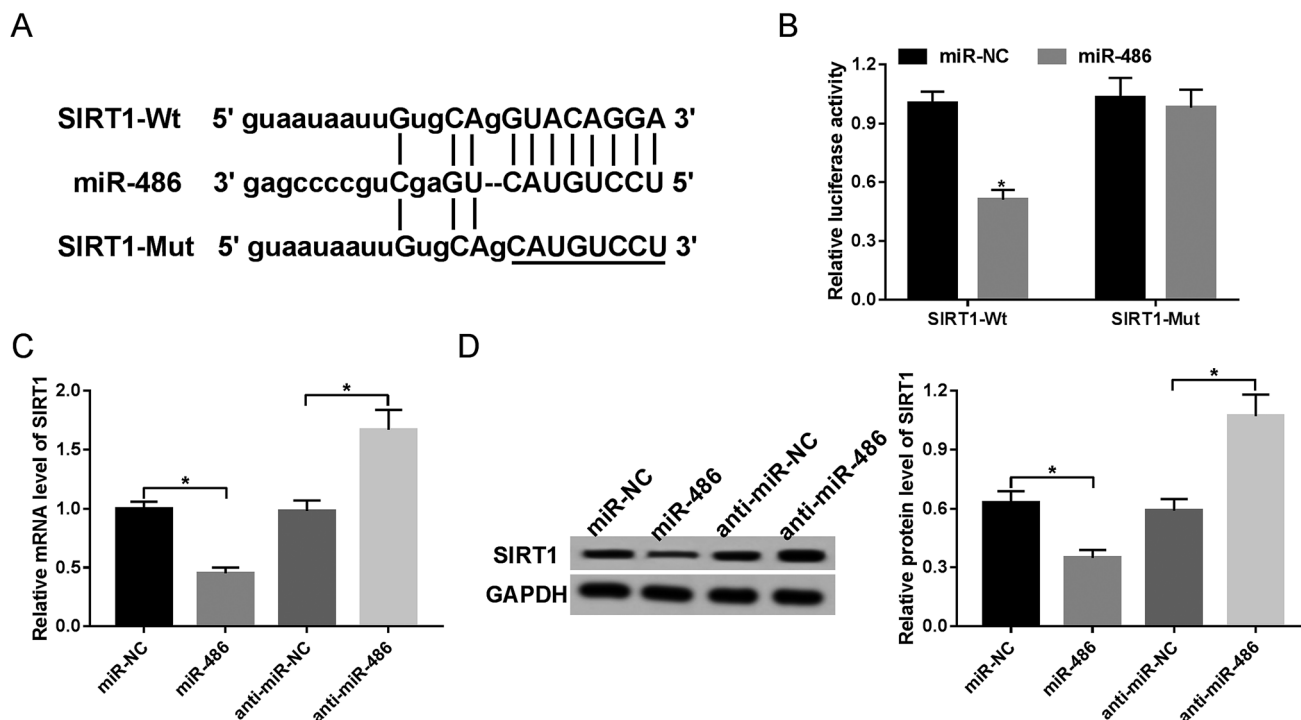 A
SIRT1-Wt 5' guaauaauuGugCAgGUACAGGA 3'
miR-486 3' gagccccguCgaGU--CAUGUCCU 5'
SIRT1-Mut 5' guaauaauuGugCAgCAUGUCCU 3'
B
miR-NC miR-486
Relative luciferase activity
1.2
0.9
0.6
0.3
0.0
*
SIRT1-Wt SIRT1-Mut
C
Relative mRNA level of SIRT1
2.0
1.5
1.0
0.5
0.0
*
*
miR-NC miR-486 anti-miR-NC anti-miR-486
D
miR-NC miR-486 anti-miR-NC anti-miR-486
SIRT1
GAPDH
Relative protein level of SIRT1
1.2
0.9
0.6
0.3
0.0
*
*
miR-NC miR-486 anti-miR-NC anti-miR-486